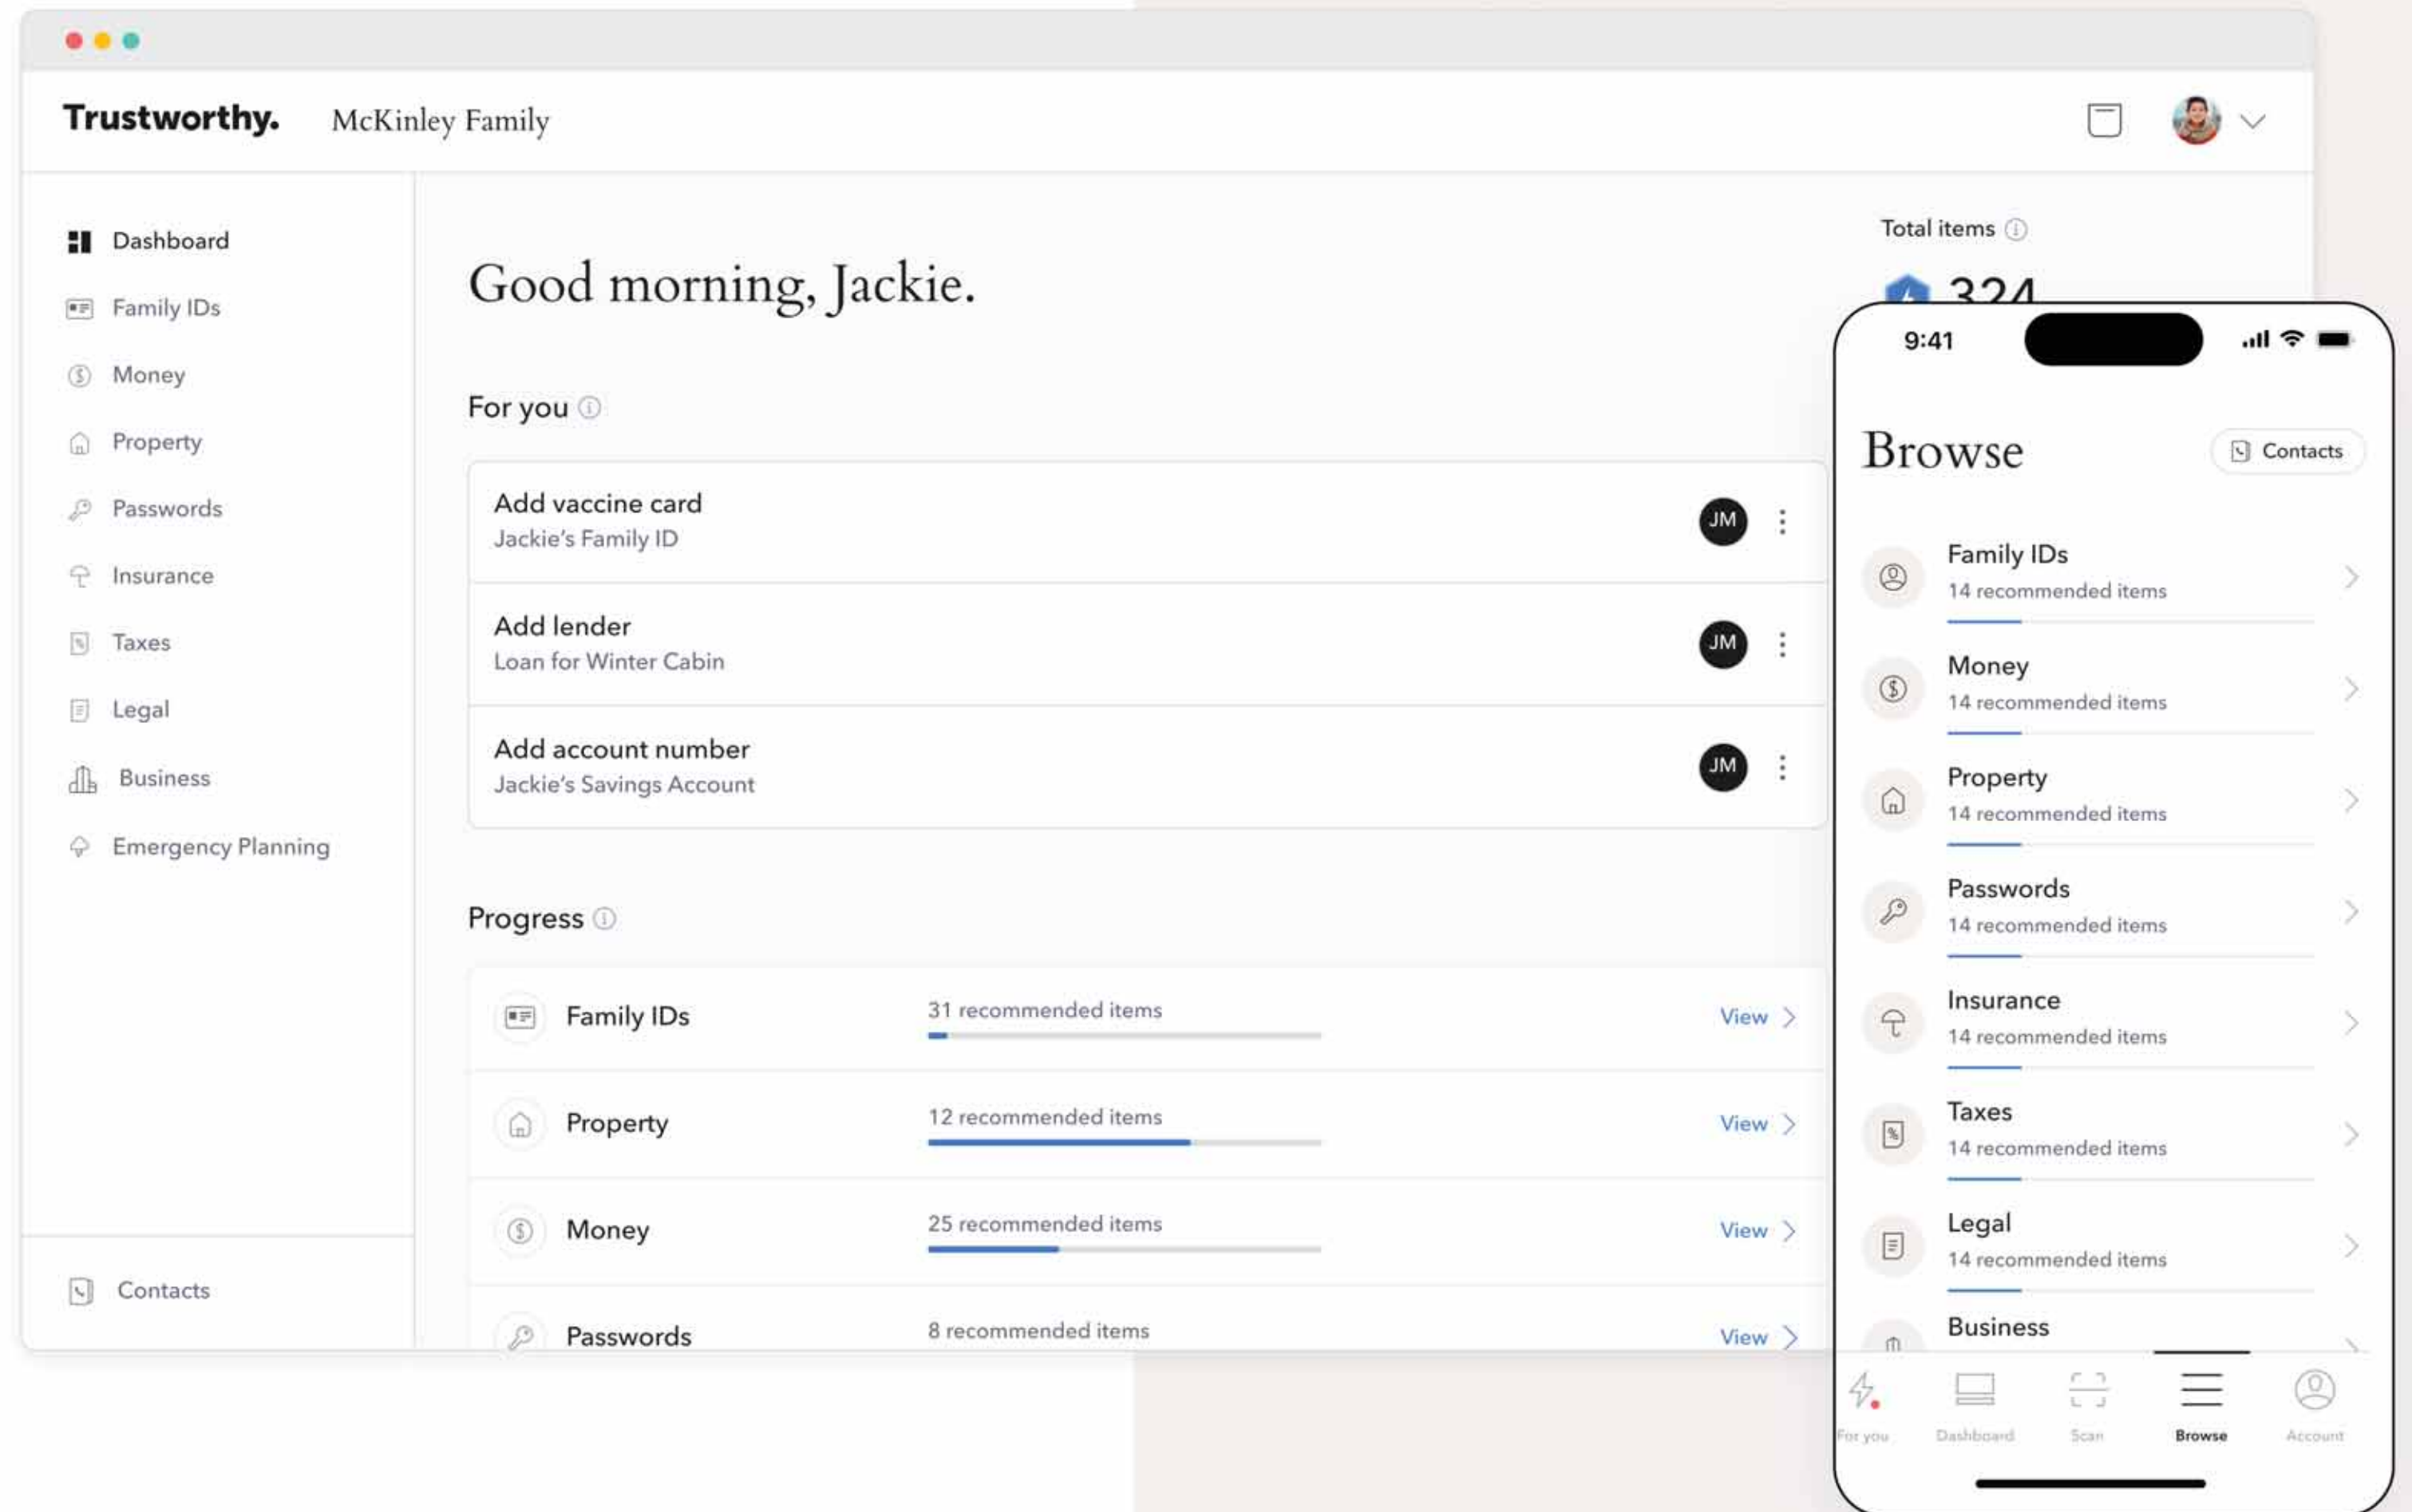 Trustworthy.
McKinley Family
Dashboard
Family IDs
Money
Property
Passwords
Insurance
Taxes
Legal
Business
Emergency Planning
Contacts
Good morning, Jackie.
Total items
324
For you
Add vaccine card
Jackie's Family ID
JM
Add lender
Loan for Winter Cabin
JM
Add account number
Jackie's Savings Account
JM
Progress
Family IDs
31 recommended items
View
Property
12 recommended items
View
Money
25 recommended items
View
Passwords
8 recommended items
View
9:41
Browse
Contacts
Family IDs
14 recommended items
Money
14 recommended items
Property
14 recommended items
Passwords
14 recommended items
Insurance
14 recommended items
Taxes
14 recommended items
Legal
14 recommended items
Business
For you
Dashboard
Scan
Browse
Account